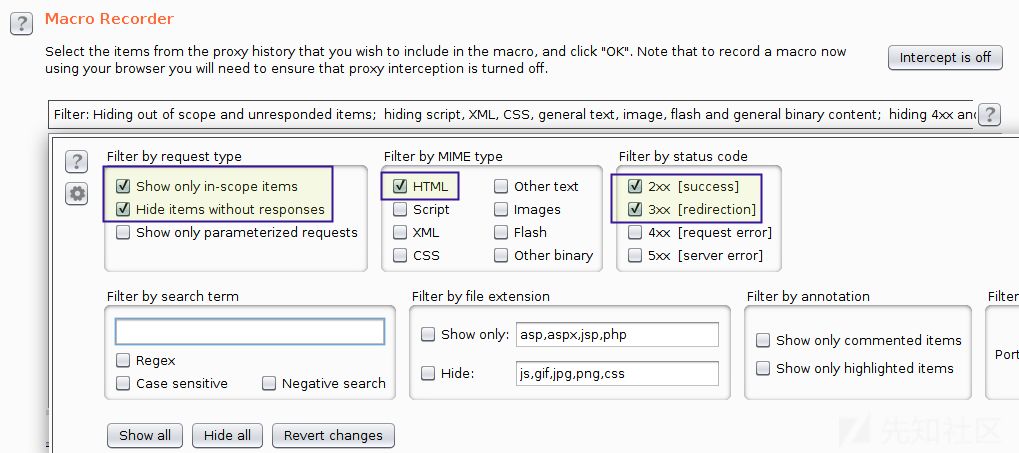 Macro Recorder
Select the items from the proxy history that you wish to include in the macro, and click "OK". Note that to record a macro now
using your browser you will need to ensure that proxy interception is turned off.
Intercept is off
Filter: Hiding out of scope and unresponded items; hiding script, XML, CSS, general text, image, flash and general binary content; hiding 4xx and
?
?
?
Filter by request type
Show only in-scope items
Hide items without responses
Show only parameterized requests
Filter by MIME type
HTML
Other text
Script
Images
XML
Flash
CSS
Other binary
Filter by status code
2xx [success]
3xx [redirection]
4xx [request error]
5xx [server error]
Filter by search term
Regex
Case sensitive
Negative search
Filter by file extension
Show only: asp,aspx,jsp,php
Hide: js,gif,jpg,png,css
Filter by annotation
Show only commented items
Show only highlighted items
Filter
Port
Show all
Hide all
Revert changes
先知社区